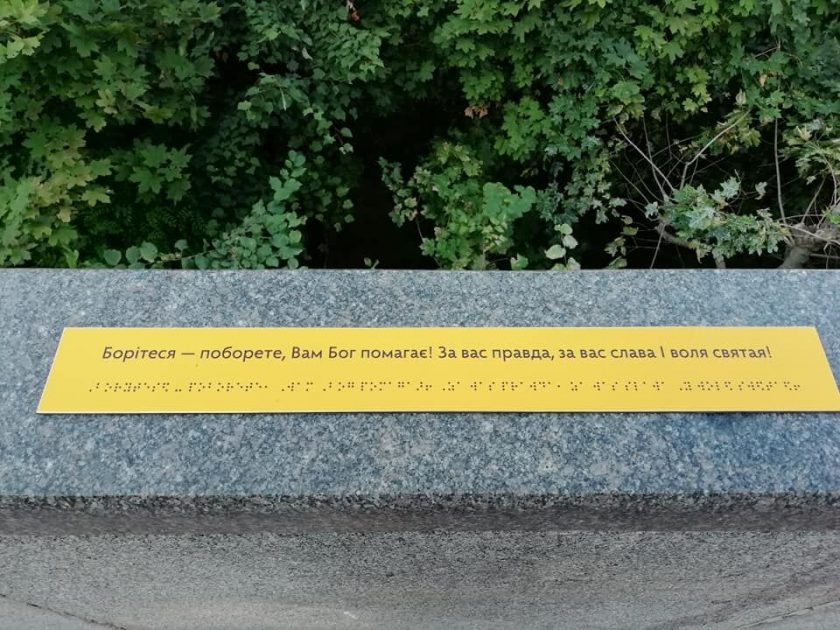 Борітеся — поборете, Вам Бог помагає! За вас правда, за вас слава І воля святая!